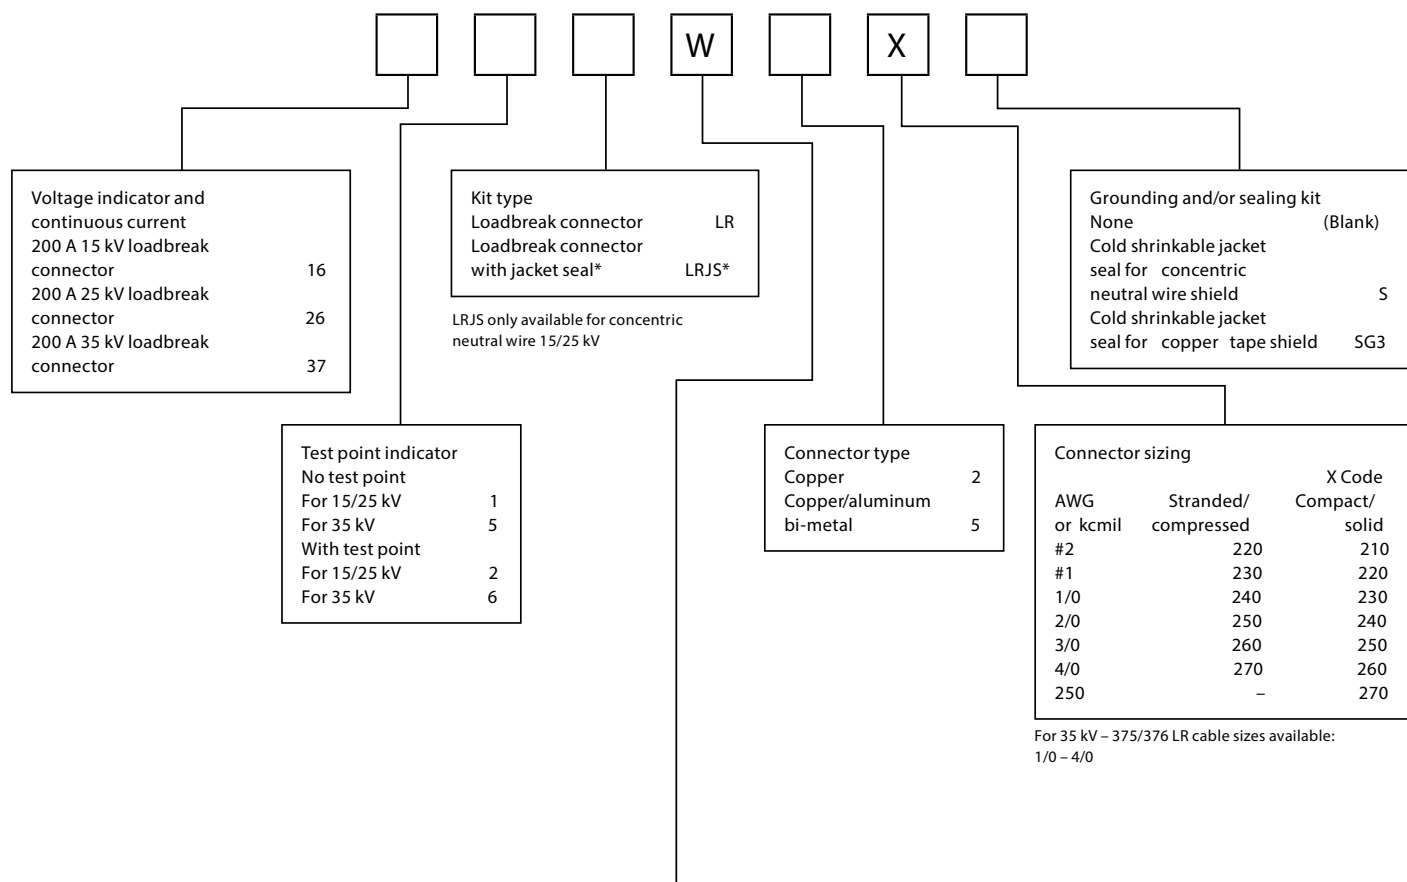 W X
Voltage indicator and
continuous current
200 A 15 kV loadbreak
connector 16
200 A 25 kV loadbreak
connector 26
200 A 35 kV loadbreak
connector 37
Kit type
Loadbreak connector LR
Loadbreak connector
with jacket seal* LRJS*
LRJS only available for concentric
neutral wire 15/25 kV
Grounding and/or sealing kit
None (Blank)
Cold shrinkable jacket
seal for concentric
neutral wire shield S
Cold shrinkable jacket
seal for copper tape shield SG3
Test point indicator
No test point
For 15/25 kV 1
For 35 kV 5
With test point
For 15/25 kV 2
For 35 kV 6
Connector type
Copper 2
Copper/aluminum
bi-metal 5
Connector sizing
X Code
AWG Stranded/ Compact/
or kcmil compressed solid
#2 220 210
#1 230 220
1/0 240 230
2/0 250 240
3/0 260 250
4/0 270 260
250 – 270
For 35 kV – 375/376 LR cable sizes available:
1/0 – 4/0